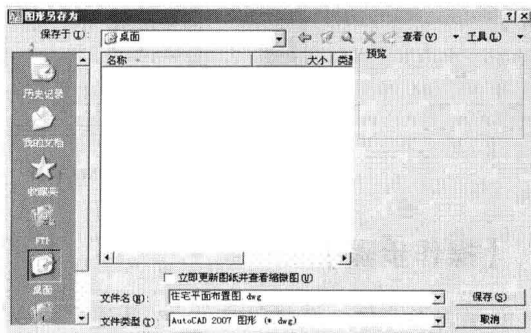 图形另存为
保存于(I):
桌面
查看(V)
工具(L)
名称
大小
类型
预览
历史记录
我的文档
收藏夹
FTP
桌面
立即更新图纸并查看缩微图(U)
文件名(N):
住宅平面布置图 dwg
保存(S)
文件类型(T)
AutoCAD 2007 图形 (*dwg)
取消